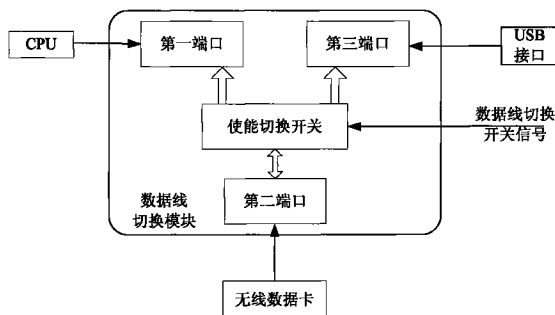 CPU
第一端口
第三端口
USB
接口
使能切换开关
数据线切换
开关信号
数据线
切换模块
第二端口
无线数据卡